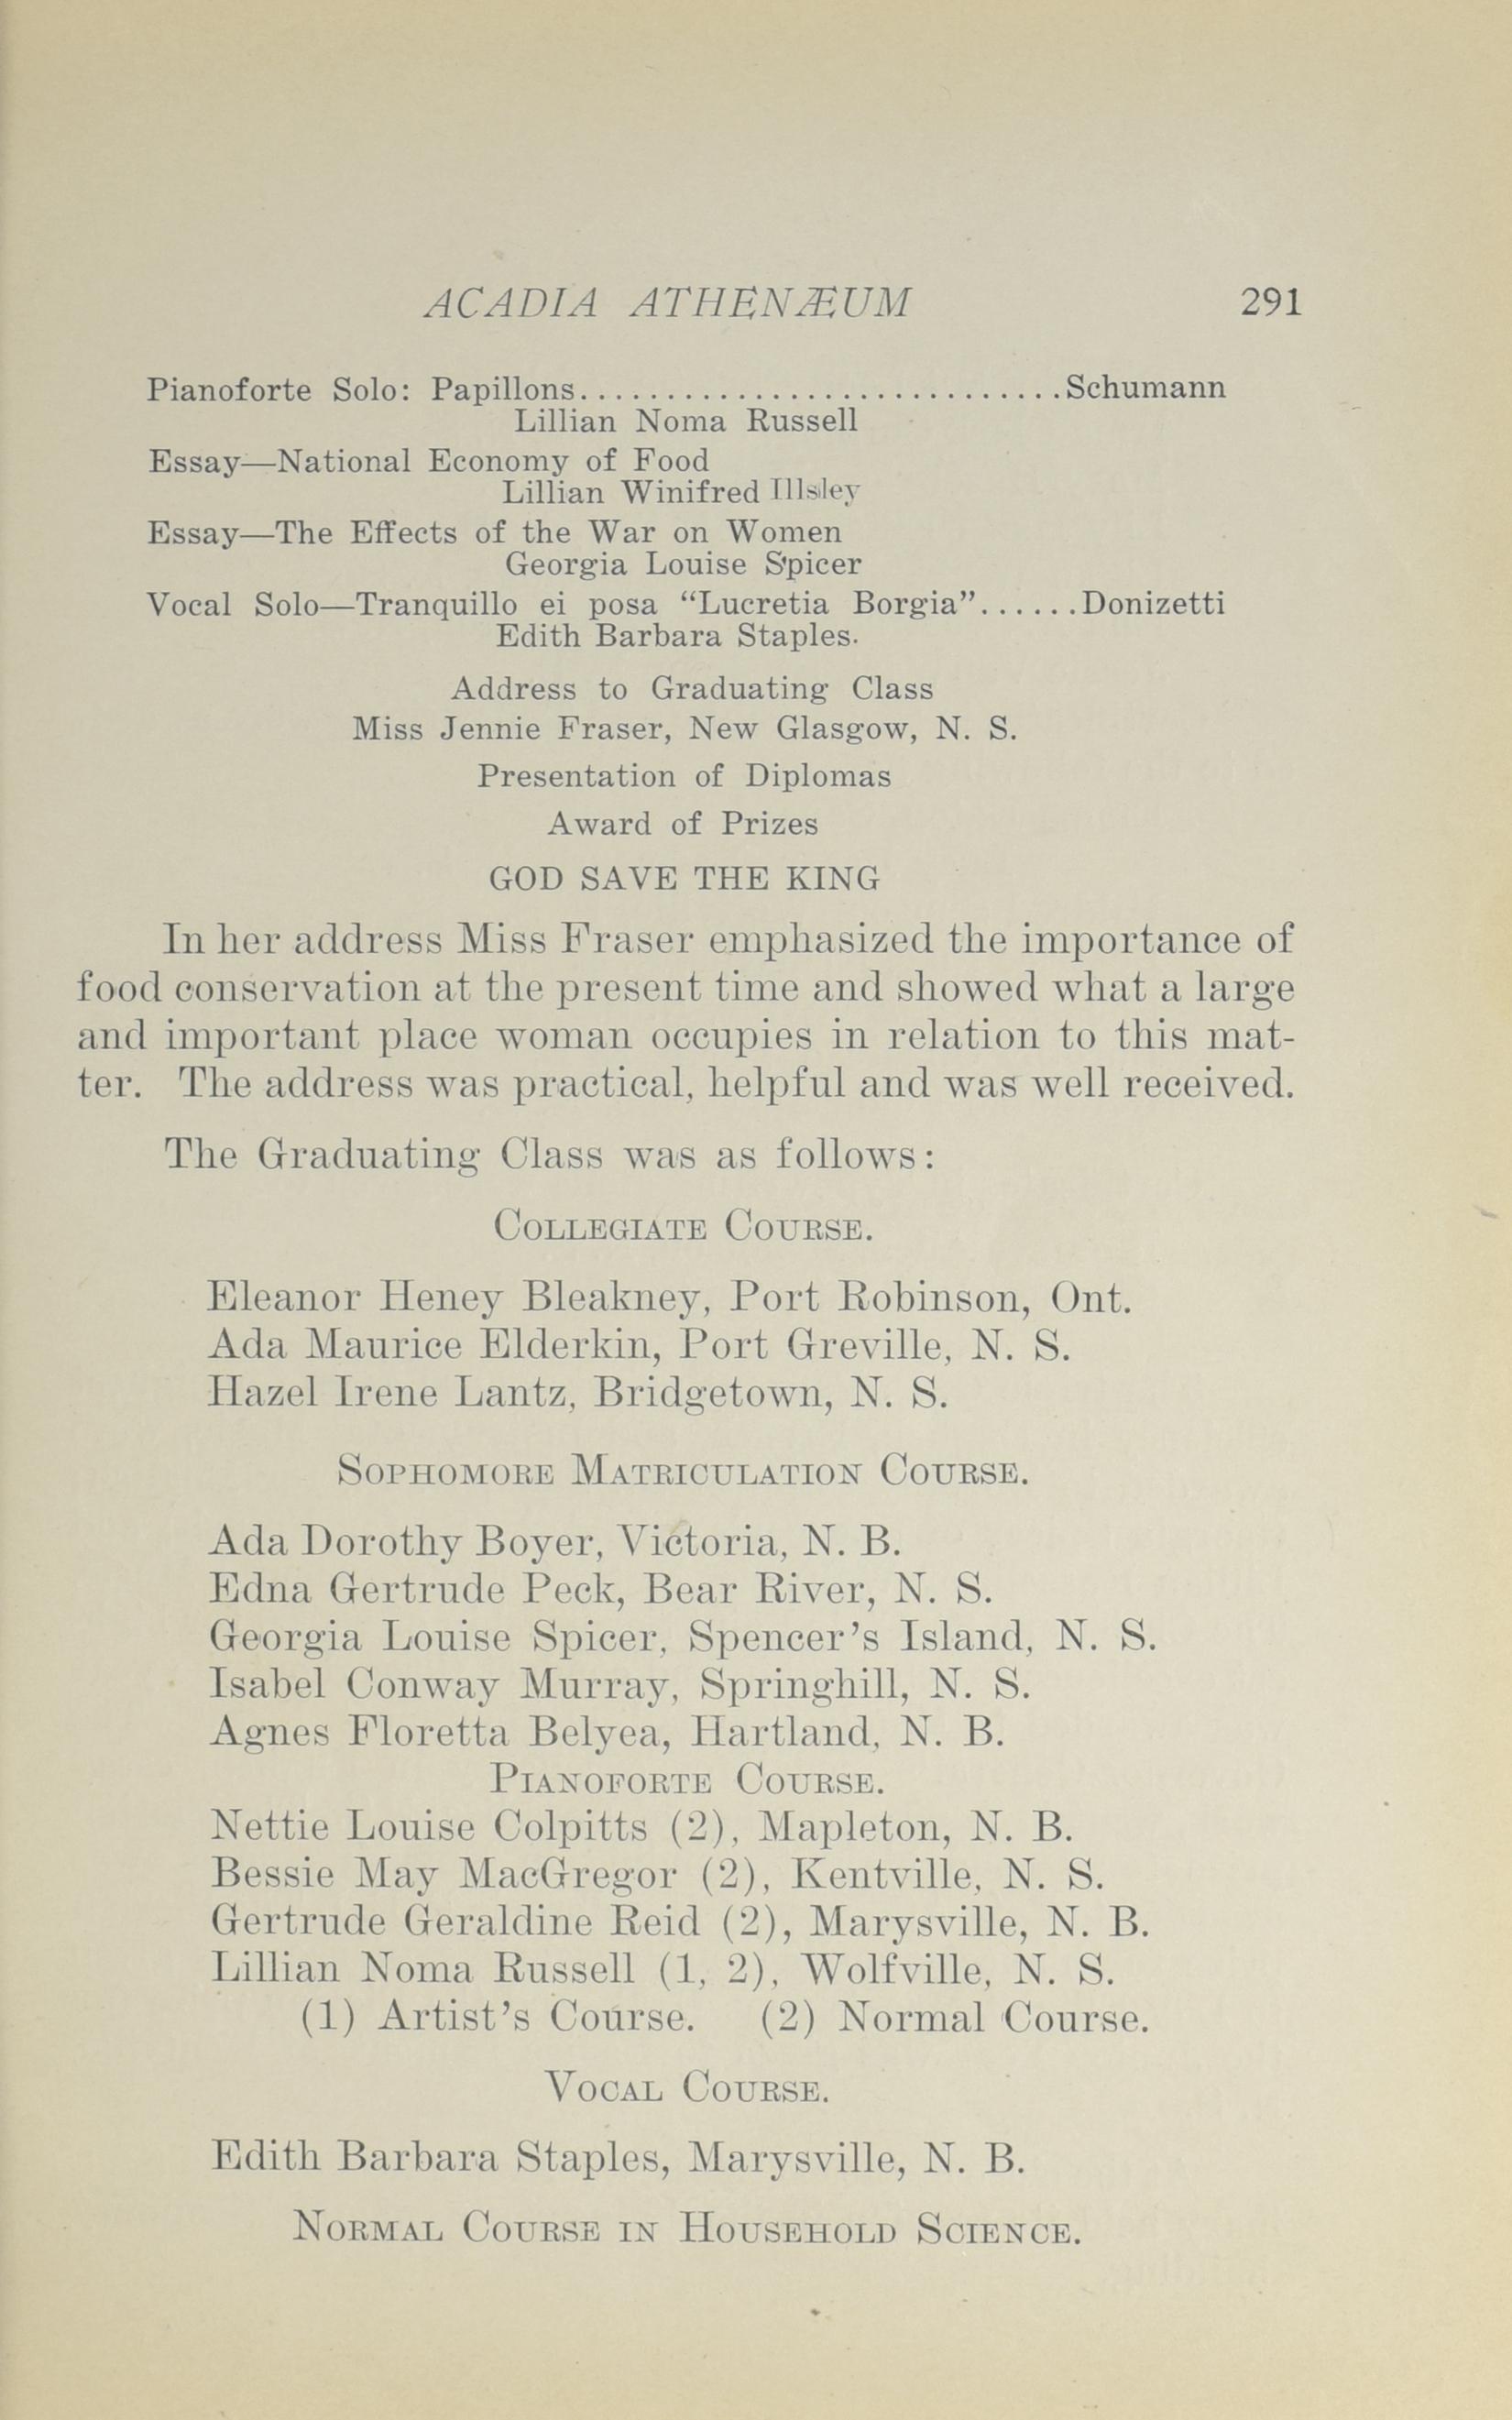 ACADIA ATHENÆUM 291
Pianoforte Solo: Papillons.............................Schumann
Lillian Noma Russell
Essay—National Economy of Food
Lillian Winifred Illsley
Essay—The Effects of the War on Women
Georgia Louise Spicer
Vocal Solo—Tranquillo ei posa “Lucretia Borgia”......Donizetti
Edith Barbara Staples.
Address to Graduating Class
Miss Jennie Fraser, New Glasgow, N. S.
Presentation of Diplomas
Award of Prizes
GOD SAVE THE KING
In her address Miss Fraser emphasized the importance of
food conservation at the present time and showed what a large
and important place woman occupies in relation to this mat-
ter. The address was practical, helpful and was well received.
The Graduating Class was as follows:
COLLEGIATE COURSE.
Eleanor Heney Bleakney, Port Robinson, Ont.
Ada Maurice Elderkin, Port Greville, N. S.
Hazel Irene Lantz, Bridgetown, N. S.
SOPHOMORE MATRICULATION COURSE.
Ada Dorothy Boyer, Victoria, N. B.
Edna Gertrude Peck, Bear River, N. S.
Georgia Louise Spicer, Spencer’s Island, N. S.
Isabel Conway Murray, Springhill, N. S.
Agnes Floretta Belyea, Hartland, N. B.
PIANOFORTE COURSE.
Nettie Louise Colpitts (2), Mapleton, N. B.
Bessie May MacGregor (2), Kentville, N. S.
Gertrude Geraldine Reid (2), Marysville, N. B.
Lillian Noma Russell (1, 2), Wolfville, N. S.
(1) Artist’s Course. (2) Normal Course.
VOCAL COURSE.
Edith Barbara Staples, Marysville, N. B.
NORMAL COURSE IN HOUSEHOLD SCIENCE.